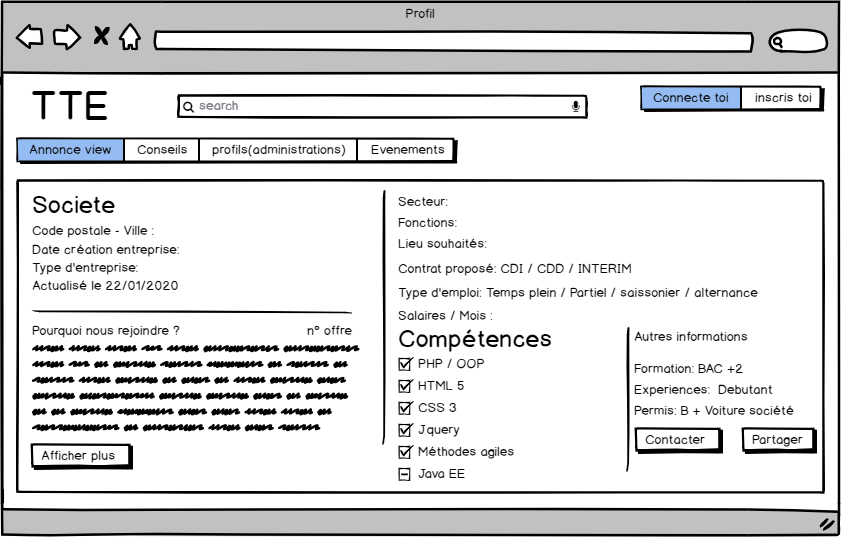 Profil
TTE
search
Connecte toi
inscris toi
Annonce view
Conseils
profils(administrations)
Evenements
Societe
Code postale - Ville :
Date création entreprise:
Type d'entreprise:
Actualisé le 22/01/2020
Pourquoi nous rejoindre ?
n° offre
Afficher plus
Secteur:
Fonctions:
Lieu souhaités:
Contrat proposé: CDI / CDD / INTERIM
Type d'emploi: Temps plein / Partiel / saissonier / alternance
Salaires / Mois :
Compétences
PHP / OOP
HTML 5
CSS 3
Jquery
Méthodes agiles
Java EE
Autres informations
Formation: BAC +2
Experiences: Debutant
Permis: B + Voiture société
Contacter
Partager